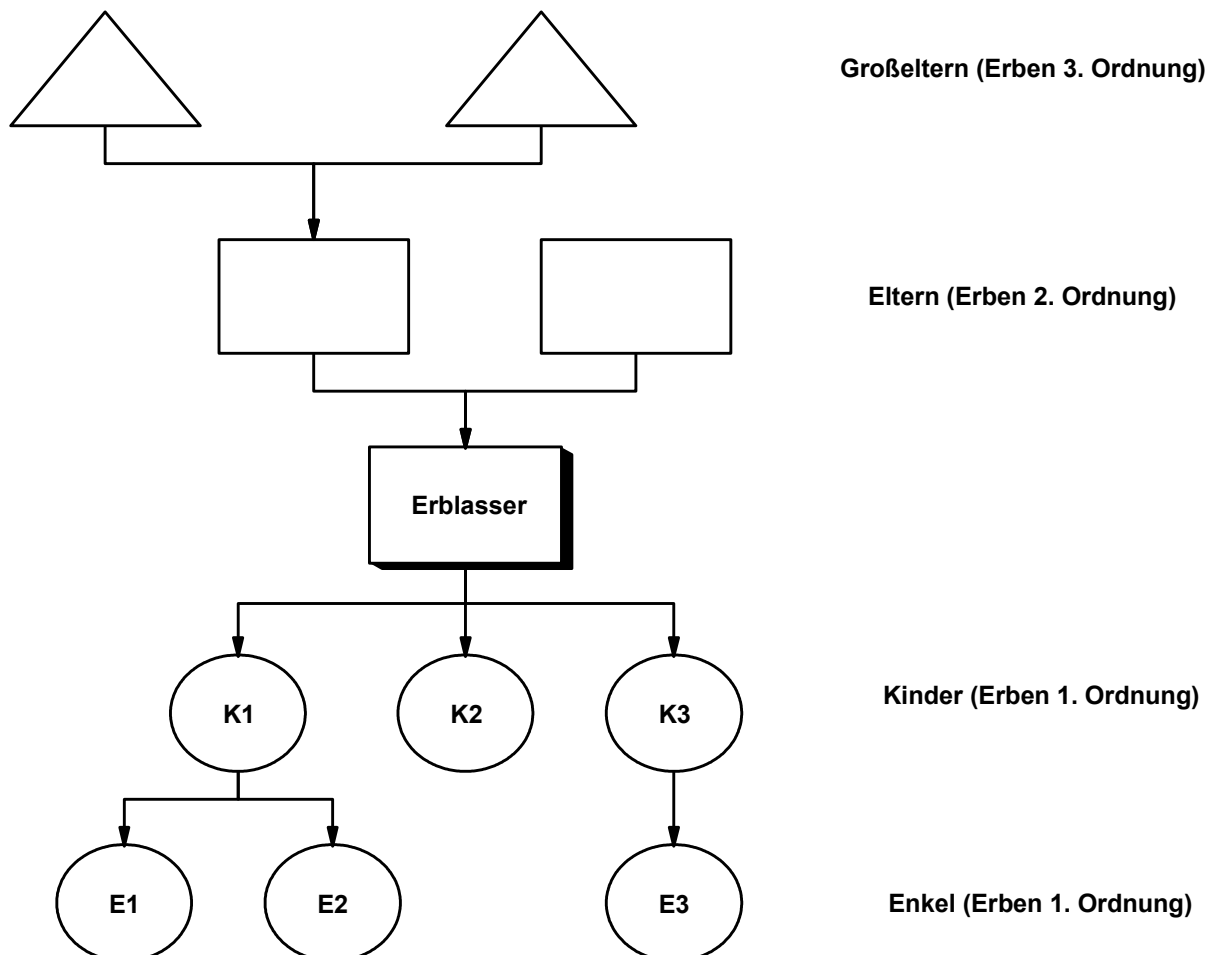 Großeltern (Erben 3. Ordnung)
Eltern (Erben 2. Ordnung)
Erblasser
K1 K2 K3 Kinder (Erben 1. Ordnung)
E1 E2 E3 Enkel (Erben 1. Ordnung)